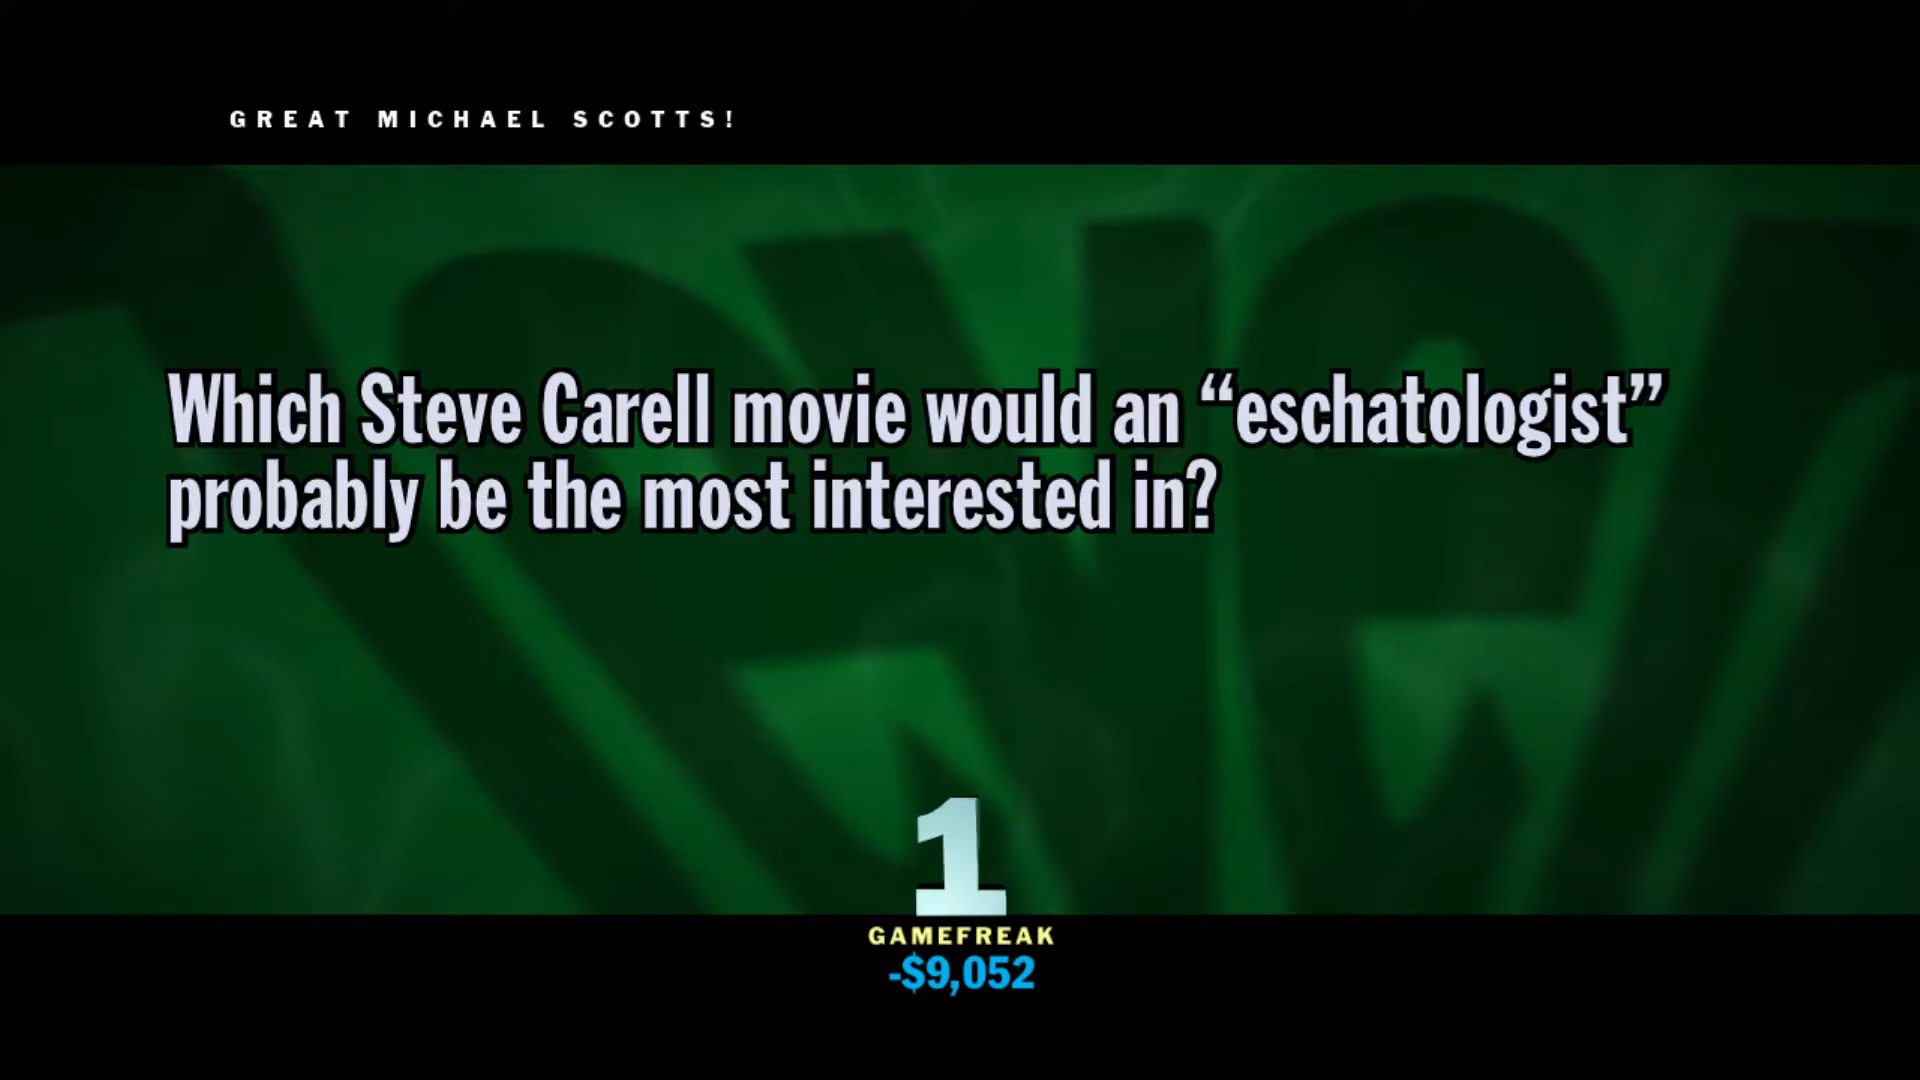 GREAT MICHAEL SCOTTS!
Which Steve Carell movie would an “eschatologist”
probably be the most interested in?
1
GAMEFREAK
-$9,052